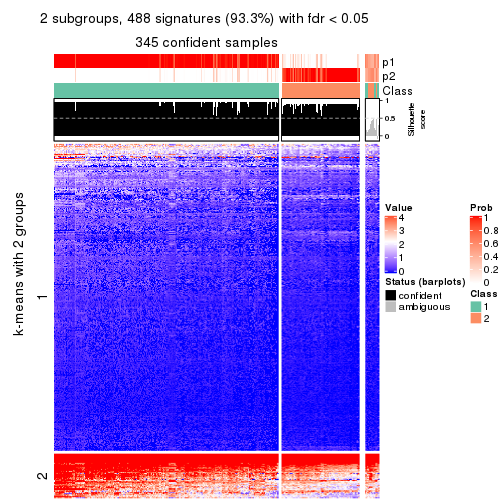 2 subgroups, 488 signatures (93.3%) with fdr < 0.05
345 confident samples
p1
p2
Class
1
0.5
0
Silhouette
score
k-means with 2 groups
1
2
Value
4
3
2
1
0
Status (barplots)
confident
ambiguous
Prob
1
0.8
0.6
0.4
0.2
0
Class
1
2